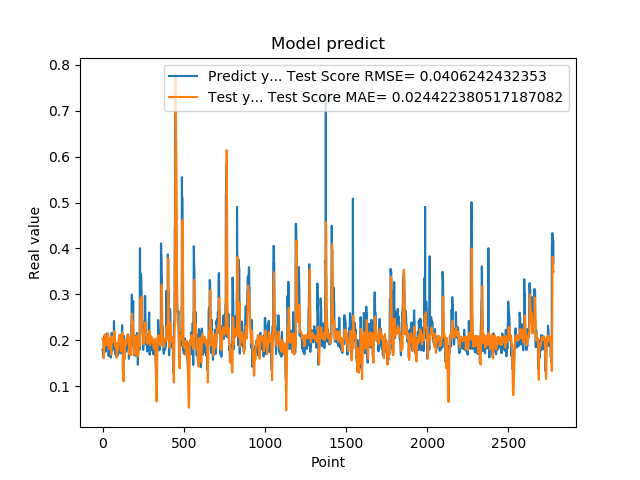 Model predict
Predict y... Test Score RMSE= 0.0406242432353
Test y... Test Score MAE= 0.024422380517187082
0.8
0.7
0.6
0.5
0.4
0.3
0.2
0.1
Real value
0 500 1000 1500 2000 2500
Point